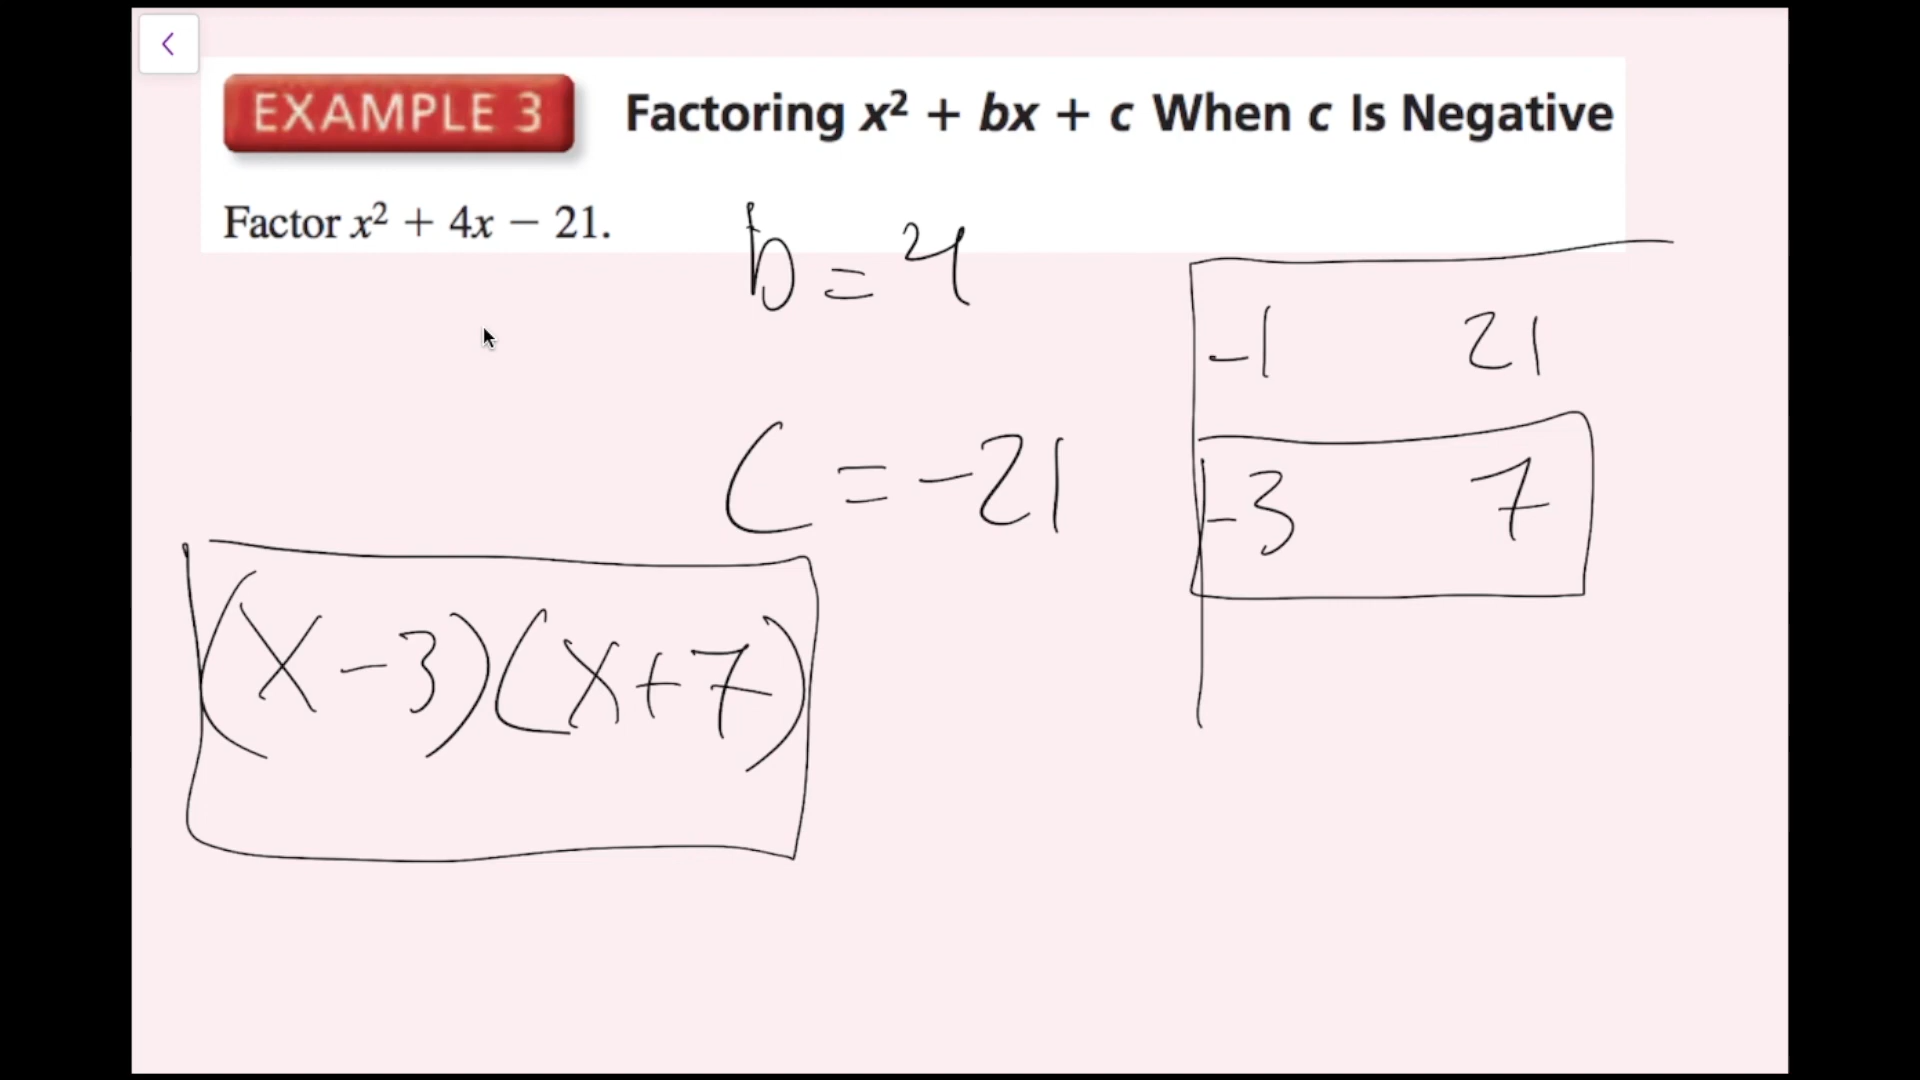 EXAMPLE 3 Factoring x² + bx + c When c Is Negative
Factor x² + 4x − 21.
b = 4
-1 21
C = -21
-3 7
(x-3)(x+7)